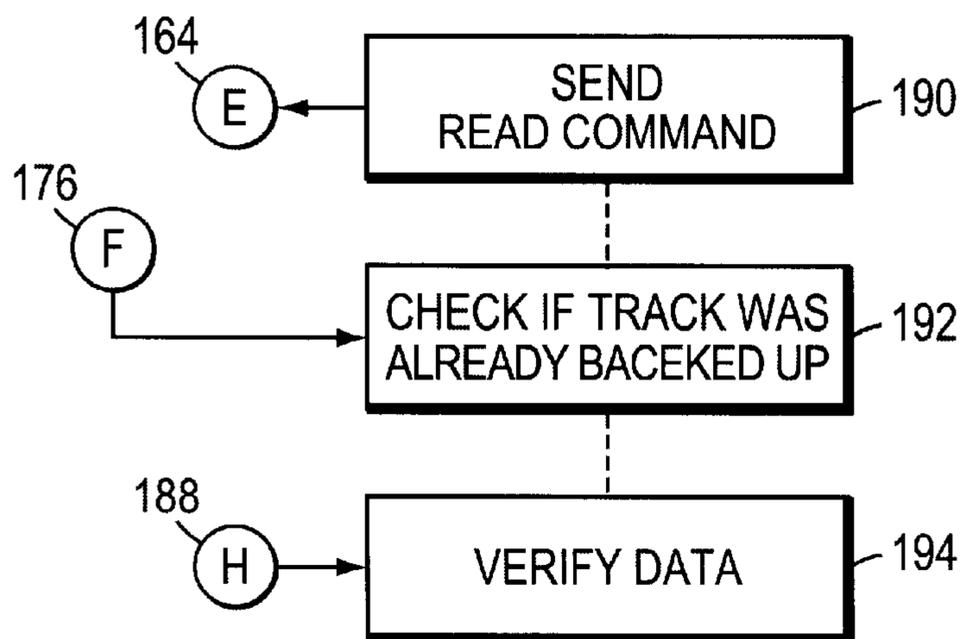 164
E
SEND
READ COMMAND
190
176
F
CHECK IF TRACK WAS
ALREADY BACEKED UP
192
188
H
VERIFY DATA
194